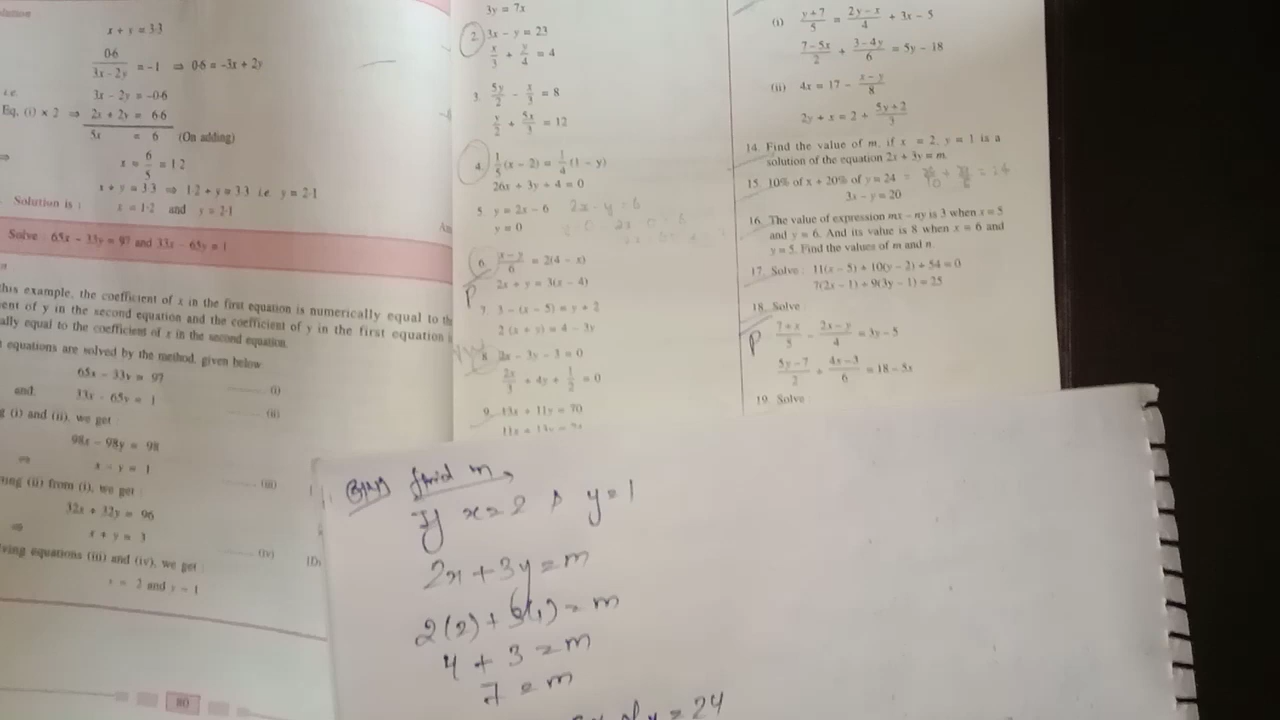 x + y = 3·3
0·6 / (3x – 2y) = –1 ⇒ 0·6 = –3x + 2y
i.e. 3x – 2y = –0·6
Eq. (i) × 2 ⇒ 2x + 2y = 6·6
5x = 6 (On adding)
⇒ x = 6/5 = 1·2
x + y = 3·3 ⇒ 1·2 + y = 3·3 i.e. y = 2·1
Solution is : x = 1·2 and y = 2·1
Solve : 65x – 33y = 97 and 33x – 65y = 1
this example, the coefficient of x in the first equation is numerically equal to the
ent of y in the second equation and the coefficient of y in the first equation
ally equal to the coefficient of x in the second equation.
equations are solved by the method, given below
65x – 33y = 97 (i)
and 33x – 65y = 1 (ii)
g (i) and (ii), we get :
98x – 98y = 98
⇒ x – y = 1 (iii)
ting (ii) from (i), we get :
32x + 32y = 96
⇒ x + y = 3 (iv)
lving equations (iii) and (iv), we get :
x = 2 and y = 1
80
3y = 7x
2. 3x – y = 23
x/3 + y/4 = 4
3. 5y/2 – x/3 = 8
y/2 + 5x/3 = 12
4. 1/5 (x – 2) = 1/4 (1 – y)
26x + 3y + 4 = 0
5. y = 2x – 6 2x – y = 6
y = 0
6. (x – y)/6 = 2(4 – x)
P 2x + y = 3(x – 4)
7. 3 – (x – 5) = y + 2
2 (x + y) = 4 – 3y
8. 2x – 3y – 3 = 0
2x/3 + 4y + 1/2 = 0
9. 13x + 11y = 70
(i) (y + 7)/5 = (2y – x)/4 + 3x – 5
(7 – 5x)/2 + (3 – 4y)/6 = 5y – 18
(ii) 4x = 17 – (x – y)/8
2y + x = 2 + (5y + 2)/3
14. Find the value of m, if x = 2, y = 1 is a
solution of the equation 2x + 3y = m.
15. 10% of x + 20% of y = 24
3x – y = 20
16. The value of expression mx – ny is 3 when x = 5
and y = 6. And its value is 8 when x = 6 and
y = 5. Find the values of m and n.
17. Solve : 11(x – 5) + 10(y – 2) + 54 = 0
7(2x – 1) + 9(3y – 1) = 25
18. Solve :
P (7 + x)/5 – (2x – y)/4 = 3y – 5
(5y – 7)/2 + (4x – 3)/6 = 18 – 5x
19. Solve :
find m,
If x = 2 , y = 1
2x + 3y = m
2(2) + 3(1) = m
4 + 3 = m
7 = m
y = 24